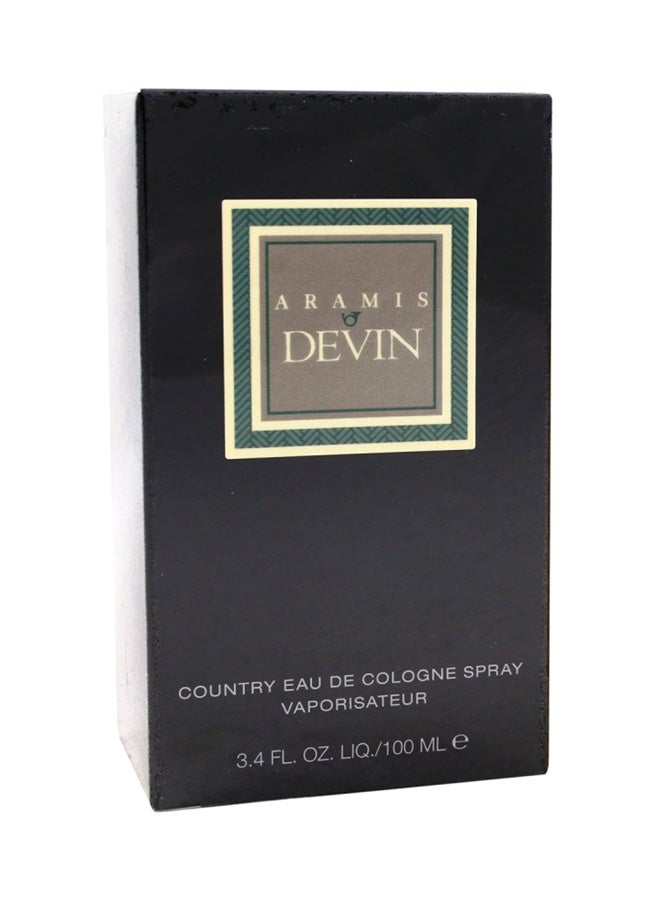 ARAMIS
DEVIN
COUNTRY EAU DE COLOGNE SPRAY
VAPORISATEUR
3.4 FL. OZ. LIQ./100 ML ℮